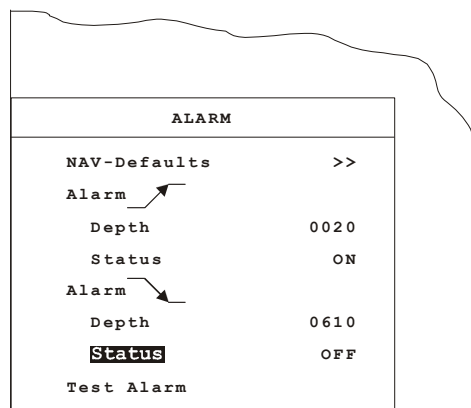 ALARM
NAV-Defaults >>
Alarm
Depth 0020
Status ON
Alarm
Depth 0610
Status OFF
Test Alarm